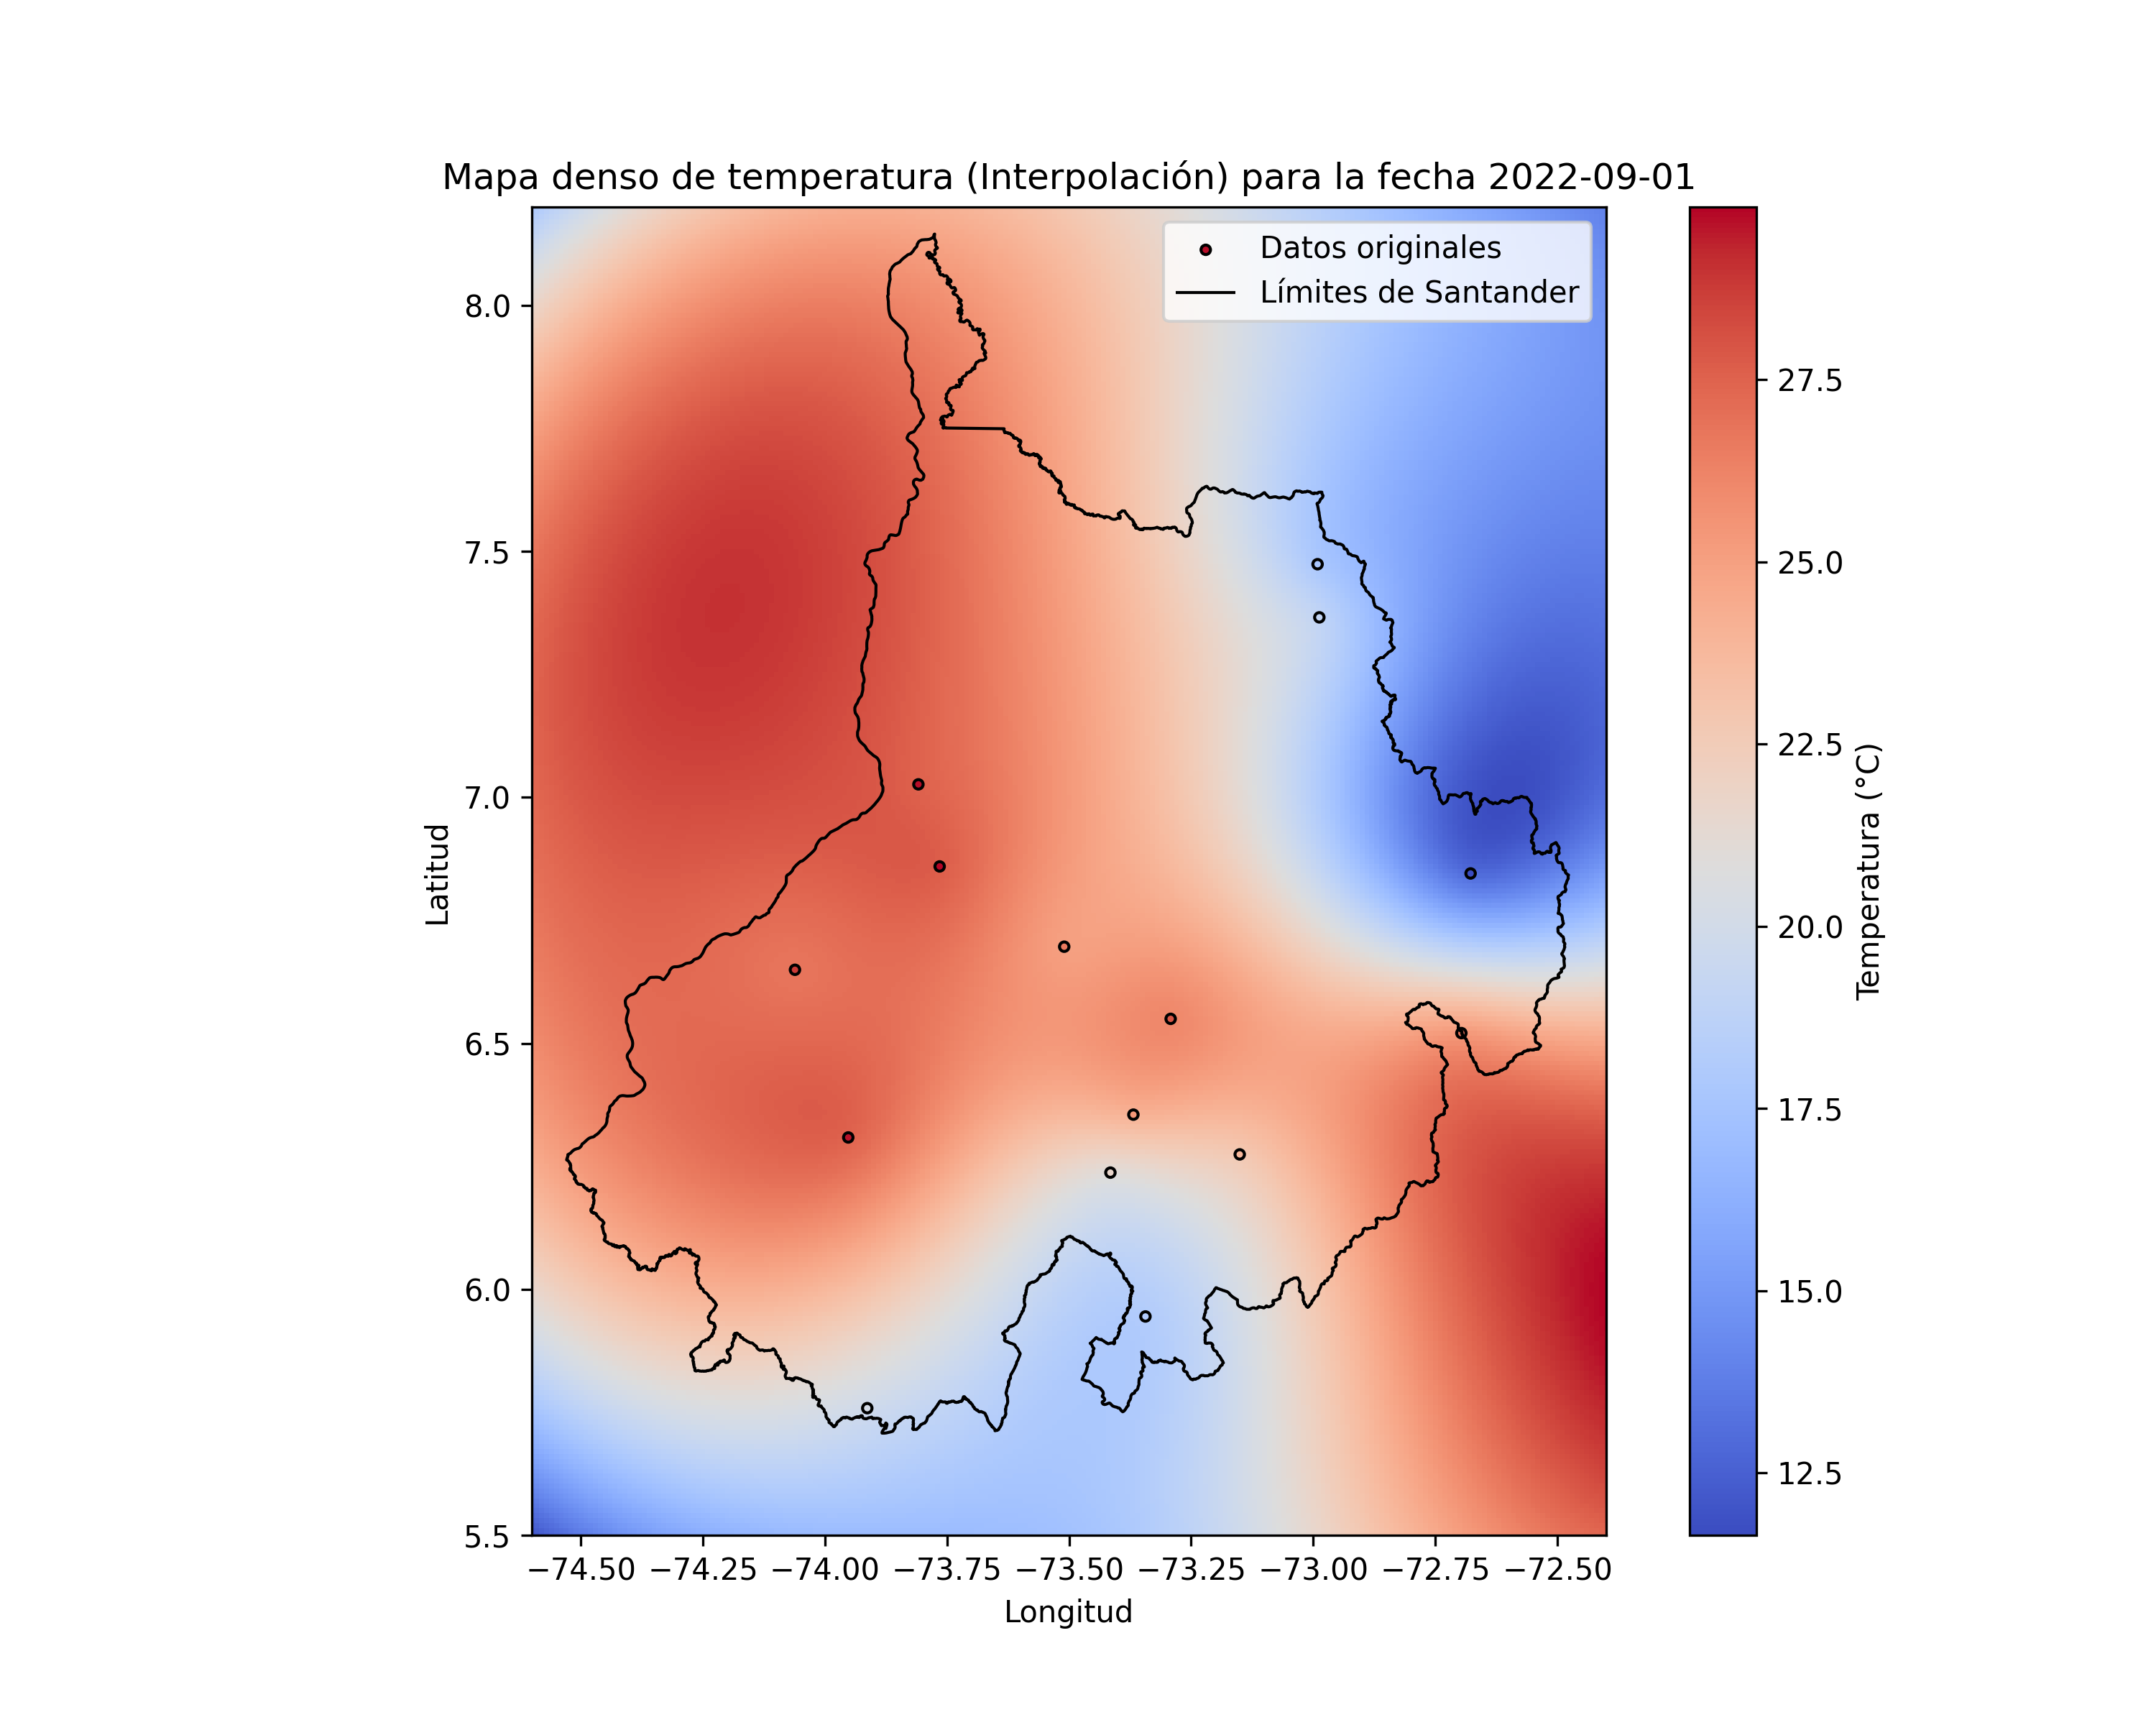 Mapa denso de temperatura (Interpolación) para la fecha 2022-09-01
Datos originales
Límites de Santander
8.0
7.5
7.0
6.5
6.0
5.5
Latitud
−74.50 −74.25 −74.00 −73.75 −73.50 −73.25 −73.00 −72.75 −72.50
Longitud
27.5
25.0
22.5
20.0
17.5
15.0
12.5
Temperatura (°C)